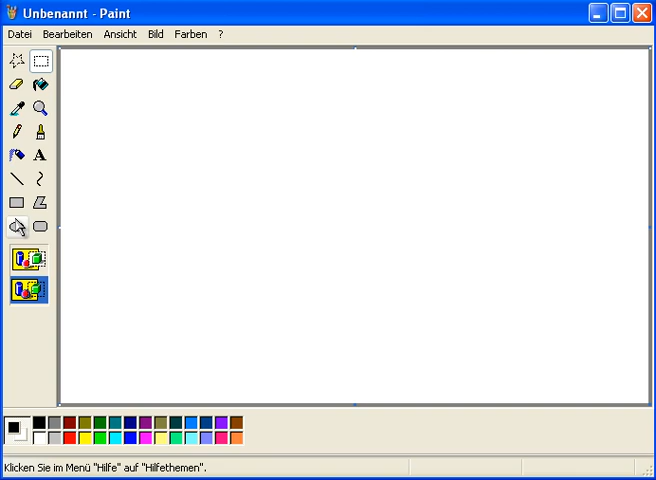 Unbenannt - Paint
Datei Bearbeiten Ansicht Bild Farben ?
A
Klicken Sie im Menü "Hilfe" auf "Hilfethemen".